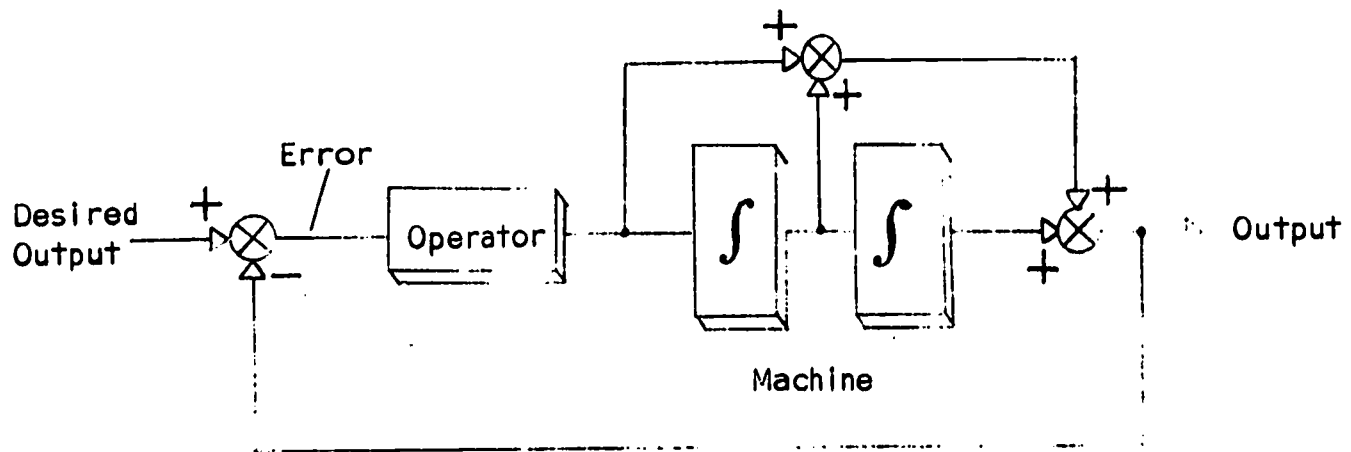 +
+
Error
+
Desired
Output
Operator
∫
∫
+
Output
−
+
Machine